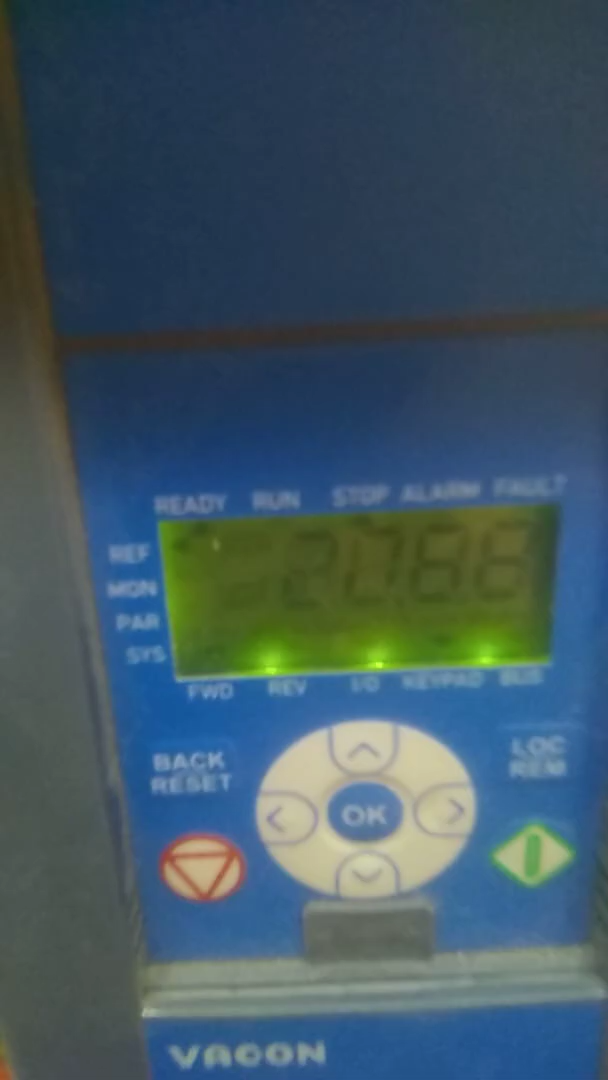 READY RUN STOP ALARM FAULT
REF
MON
PAR
SYS
FWD REV I/O KEYPAD BUS
BACK
RESET
LOC
REM
OK
VACON